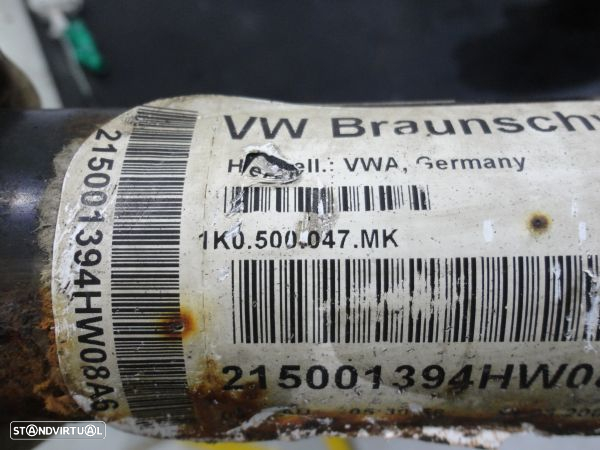 VW Braunschw
VWA, Germany
1K0.500.047.MK
215001394HW08
215001394HW08A6
STANDVIRTUAL